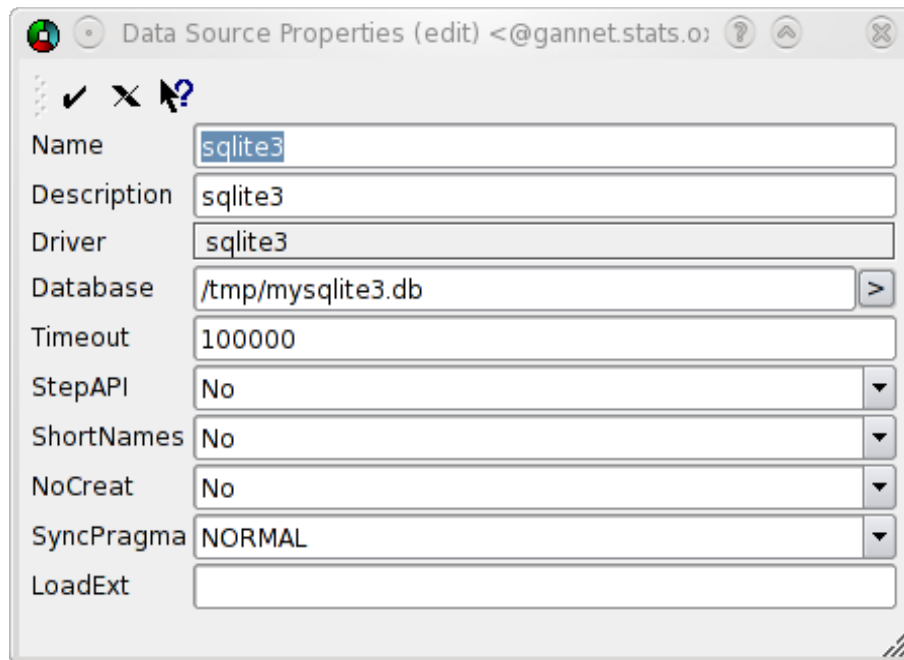 Data Source Properties (edit) <@gannet.stats.ox
Name sqlite3
Description sqlite3
Driver sqlite3
Database /tmp/mysqlite3.db >
Timeout 100000
StepAPI No
ShortNames No
NoCreat No
SyncPragma NORMAL
LoadExt